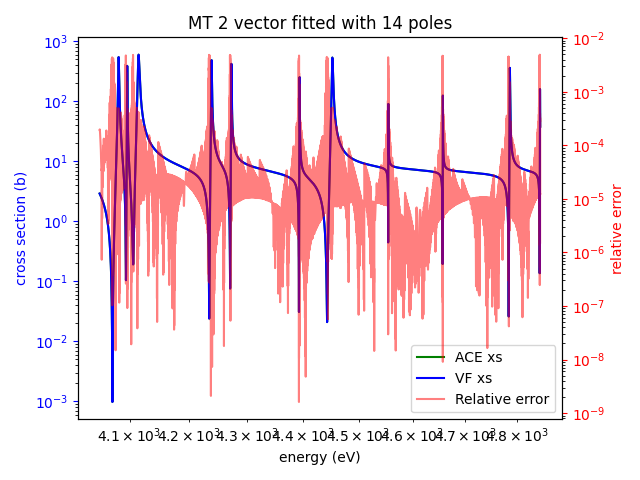 MT 2 vector fitted with 14 poles
cross section (b)
10³
10²
10¹
10⁰
10⁻¹
10⁻²
10⁻³
10⁻²
10⁻³
10⁻⁴
10⁻⁵
10⁻⁶
10⁻⁷
10⁻⁸
10⁻⁹
relative error
ACE xs
VF xs
Relative error
4.1 × 10³ 4.2 × 10³ 4.3 × 10³ 4.4 × 10³ 4.5 × 10³ 4.6 × 10³ 4.7 × 10³ 4.8 × 10³
energy (eV)